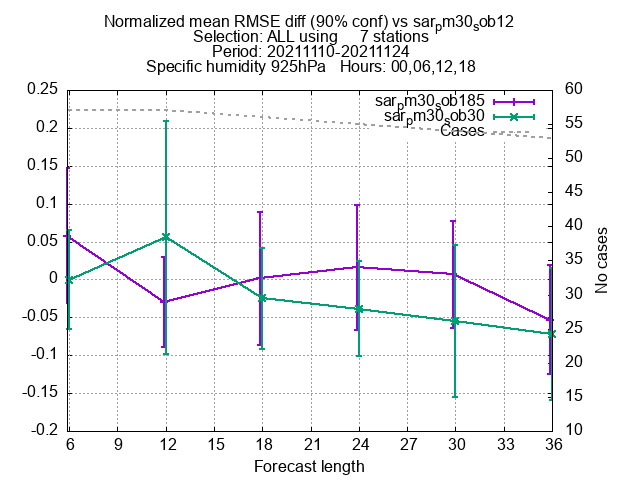 Normalized mean RMSE diff (90% conf) vs sarpm30sob12
Selection: ALL using 7 stations
Period: 20211110-20211124
Specific humidity 925hPa Hours: 00,06,12,18
sarpm30sob185
sarpm30sob30
Cases
0.25
0.2
0.15
0.1
0.05
0
-0.05
-0.1
-0.15
-0.2
60
55
50
45
40
35
30
25
20
15
10
No cases
6 9 12 15 18 21 24 27 30 33 36
Forecast length